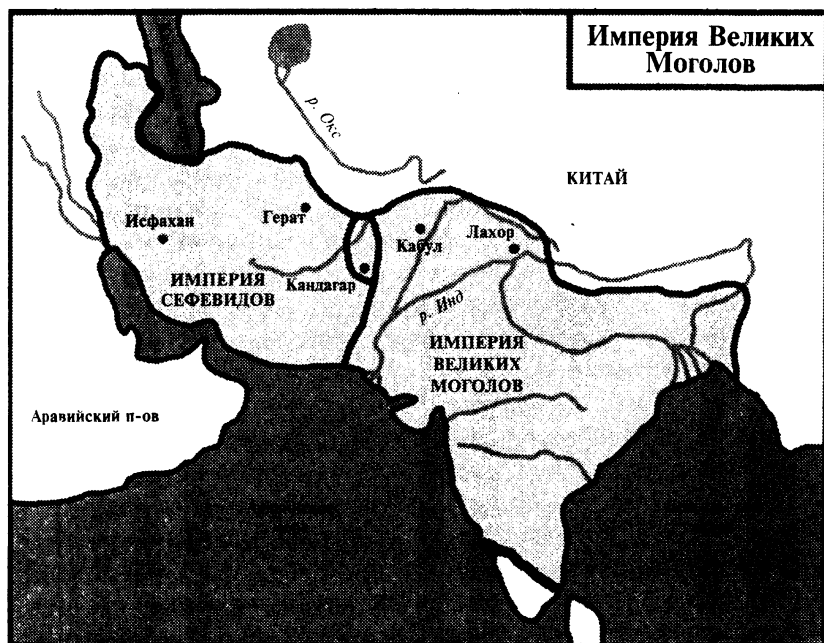 Империя Великих
Моголов
р. Окс
КИТАЙ
Исфахан
Герат
Кабул
Лахор
ИМПЕРИЯ
СЕФЕВИДОВ
Кандагар
р. Инд
ИМПЕРИЯ
ВЕЛИКИХ
МОГОЛОВ
Аравийский п-ов